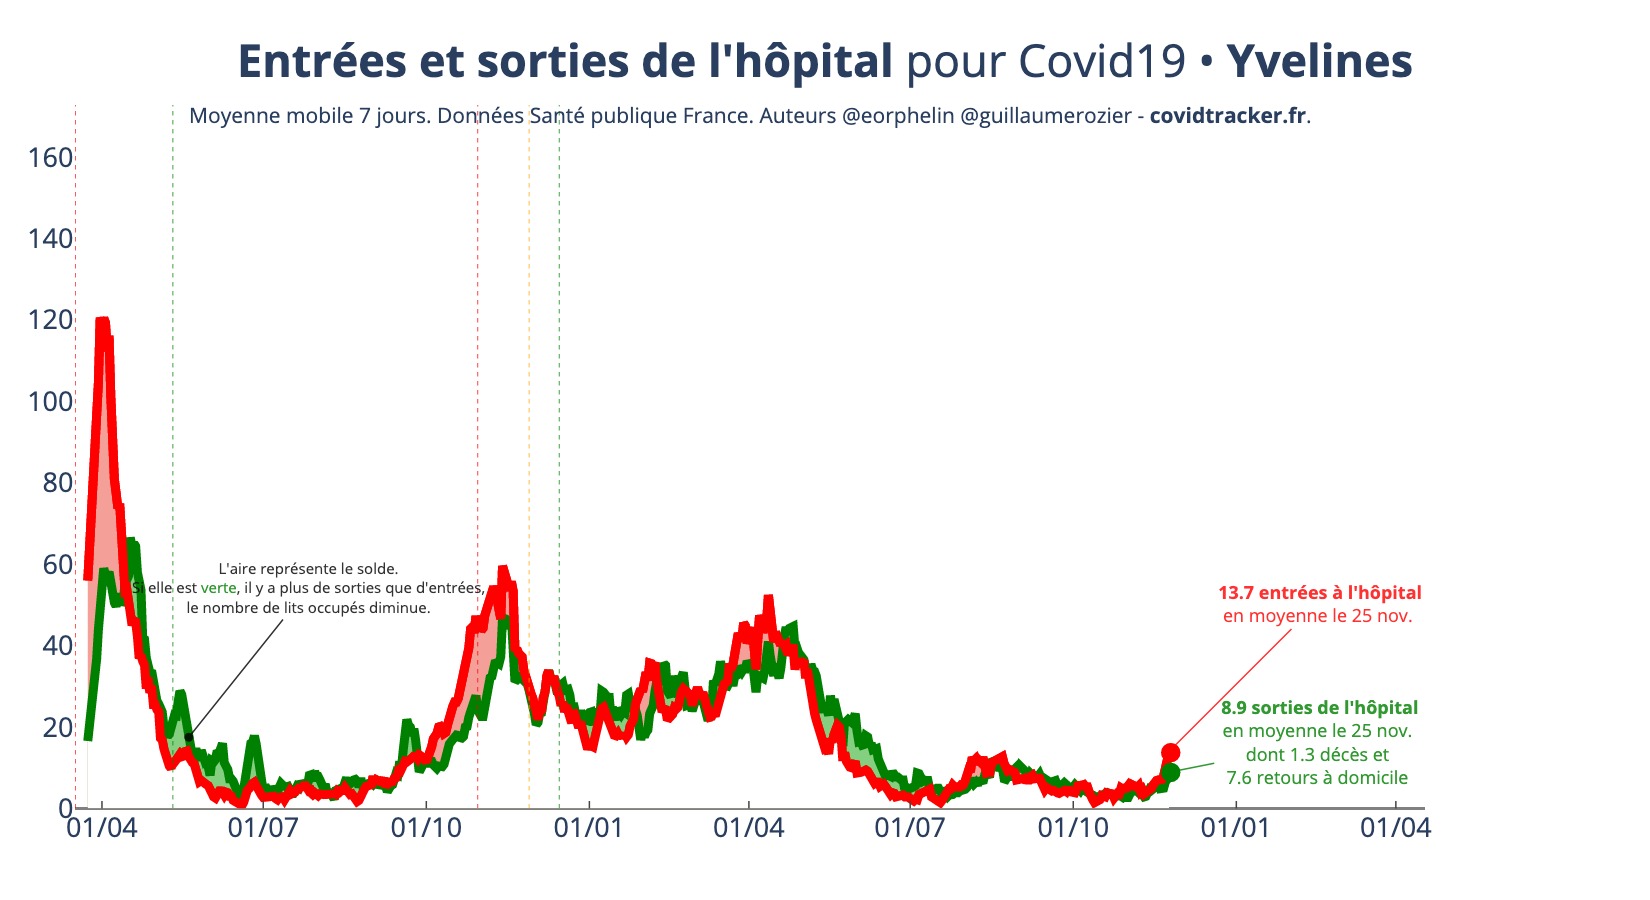 Entrées et sorties de l'hôpital pour Covid19 • Yvelines
Moyenne mobile 7 jours. Données Santé publique France. Auteurs @eorphelin @guillaumerozier - covidtracker.fr.
160
140
120
100
80
60
40
20
0
L'aire représente le solde.
Si elle est verte, il y a plus de sorties que d'entrées,
le nombre de lits occupés diminue.
13.7 entrées à l'hôpital
en moyenne le 25 nov.
8.9 sorties de l'hôpital
en moyenne le 25 nov.
dont 1.3 décès et
7.6 retours à domicile
01/04 01/07 01/10 01/01 01/04 01/07 01/10 01/01 01/04